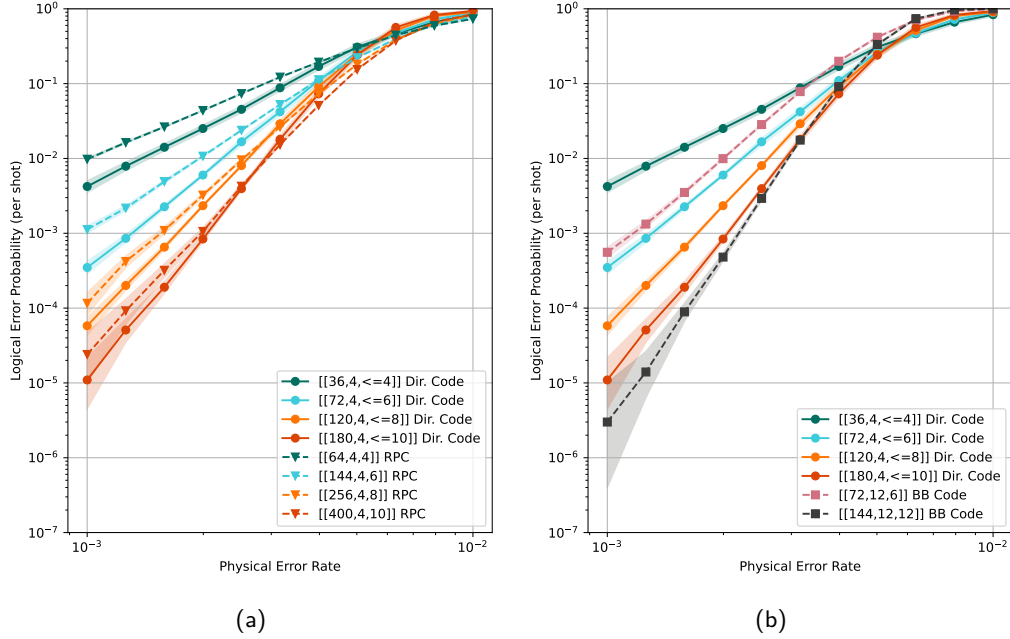 10^0
10^−1
10^−2
10^−3
10^−4
10^−5
10^−6
10^−7
Logical Error Probability (per shot)
10^−3
10^−2
Physical Error Rate
[[36,4,<=4]] Dir. Code
[[72,4,<=6]] Dir. Code
[[120,4,<=8]] Dir. Code
[[180,4,<=10]] Dir. Code
[[64,4,4]] RPC
[[144,4,6]] RPC
[[256,4,8]] RPC
[[400,4,10]] RPC
(a)
10^0
10^−1
10^−2
10^−3
10^−4
10^−5
10^−6
10^−7
Logical Error Probability (per shot)
10^−3
10^−2
Physical Error Rate
[[36,4,<=4]] Dir. Code
[[72,4,<=6]] Dir. Code
[[120,4,<=8]] Dir. Code
[[180,4,<=10]] Dir. Code
[[72,12,6]] BB Code
[[144,12,12]] BB Code
(b)